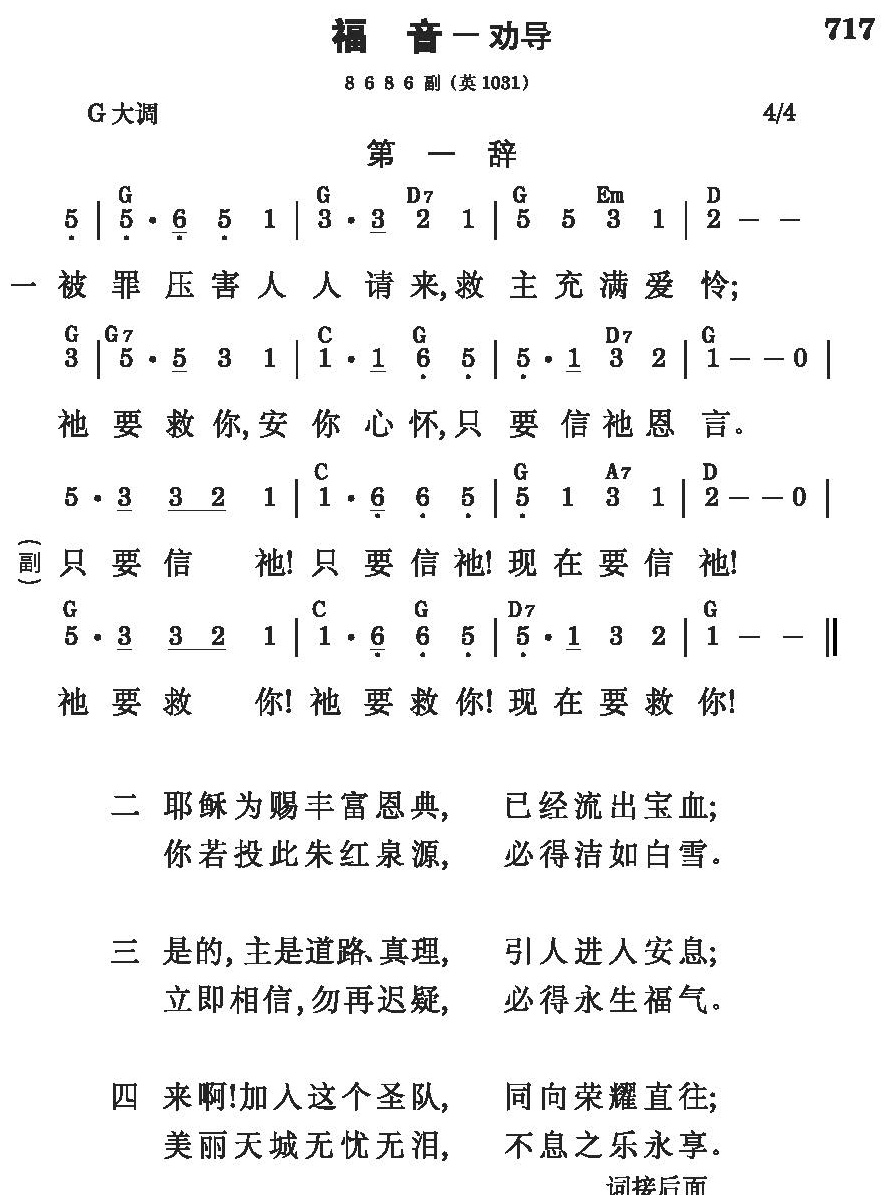 福 音－劝导 717
8 6 8 6 副（英1031）
G大调 4/4
第 一 辞
G G D7 G Em D
5 | 5 · 6 5 1 | 3 · 3 2 1 | 5 5 3 1 | 2 － －
一 被罪压害人人请来,救主充满爱怜;
G G7 C G D7 G
3 | 5 · 5 3 1 | 1 · 1 6 5 | 5 · 1 3 2 | 1 － － 0 |
祂要救你,安你心怀,只要信祂恩言。
C G A7 D
5 · 3 3 2 1 | 1 · 6 6 5 | 5 1 3 1 | 2 － － 0 |
（副） 只要信 祂!只要信祂!现在要信祂!
G C G D7 G
5 · 3 3 2 1 | 1 · 6 6 5 | 5 · 1 3 2 | 1 － － ‖
祂要救 你!祂要救你!现在要救你!
二 耶稣为赐丰富恩典, 已经流出宝血;
你若投此朱红泉源, 必得洁如白雪。
三 是的,主是道路、真理, 引人进入安息;
立即相信,勿再迟疑, 必得永生福气。
四 来啊!加入这个圣队, 同向荣耀直往;
美丽天城无忧无泪, 不息之乐永享。
词接后面